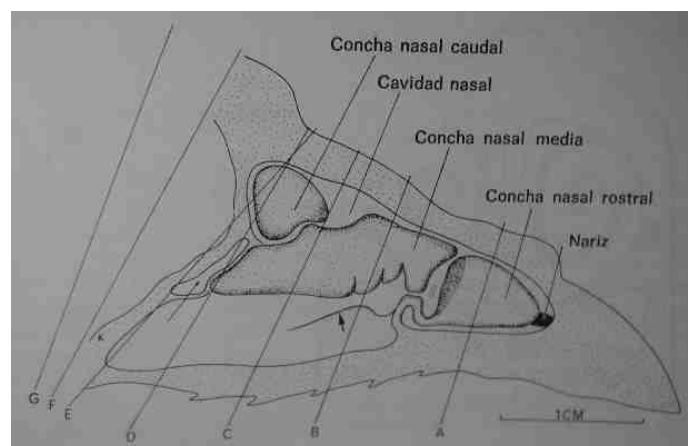 Concha nasal caudal
Cavidad nasal
Concha nasal media
Concha nasal rostral
Nariz
K
G
F
E
D
C
B
A
1CM